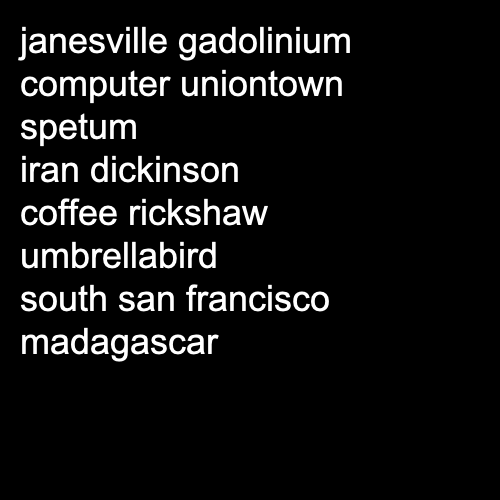 janesville gadolinium
computer uniontown
spetum
iran dickinson
coffee rickshaw
umbrellabird
south san francisco
madagascar